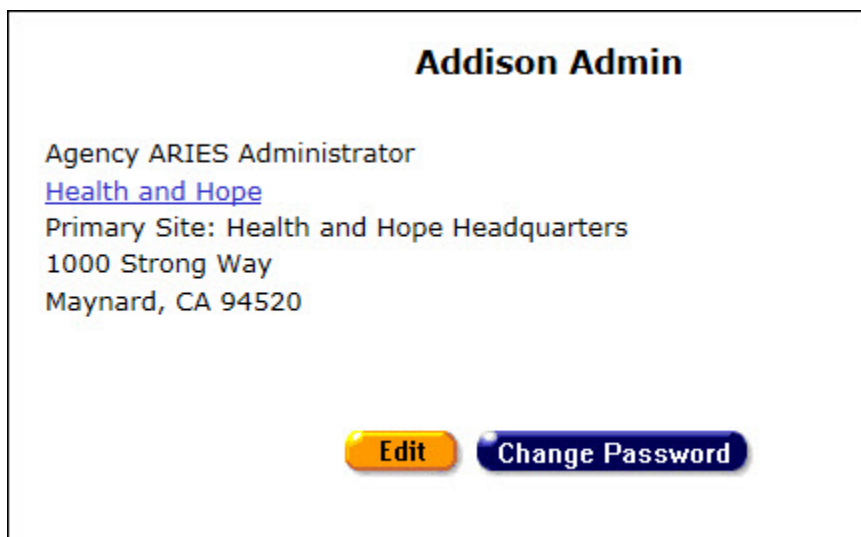 Addison Admin
Agency ARIES Administrator
Health and Hope
Primary Site: Health and Hope Headquarters
1000 Strong Way
Maynard, CA 94520
Edit Change Password